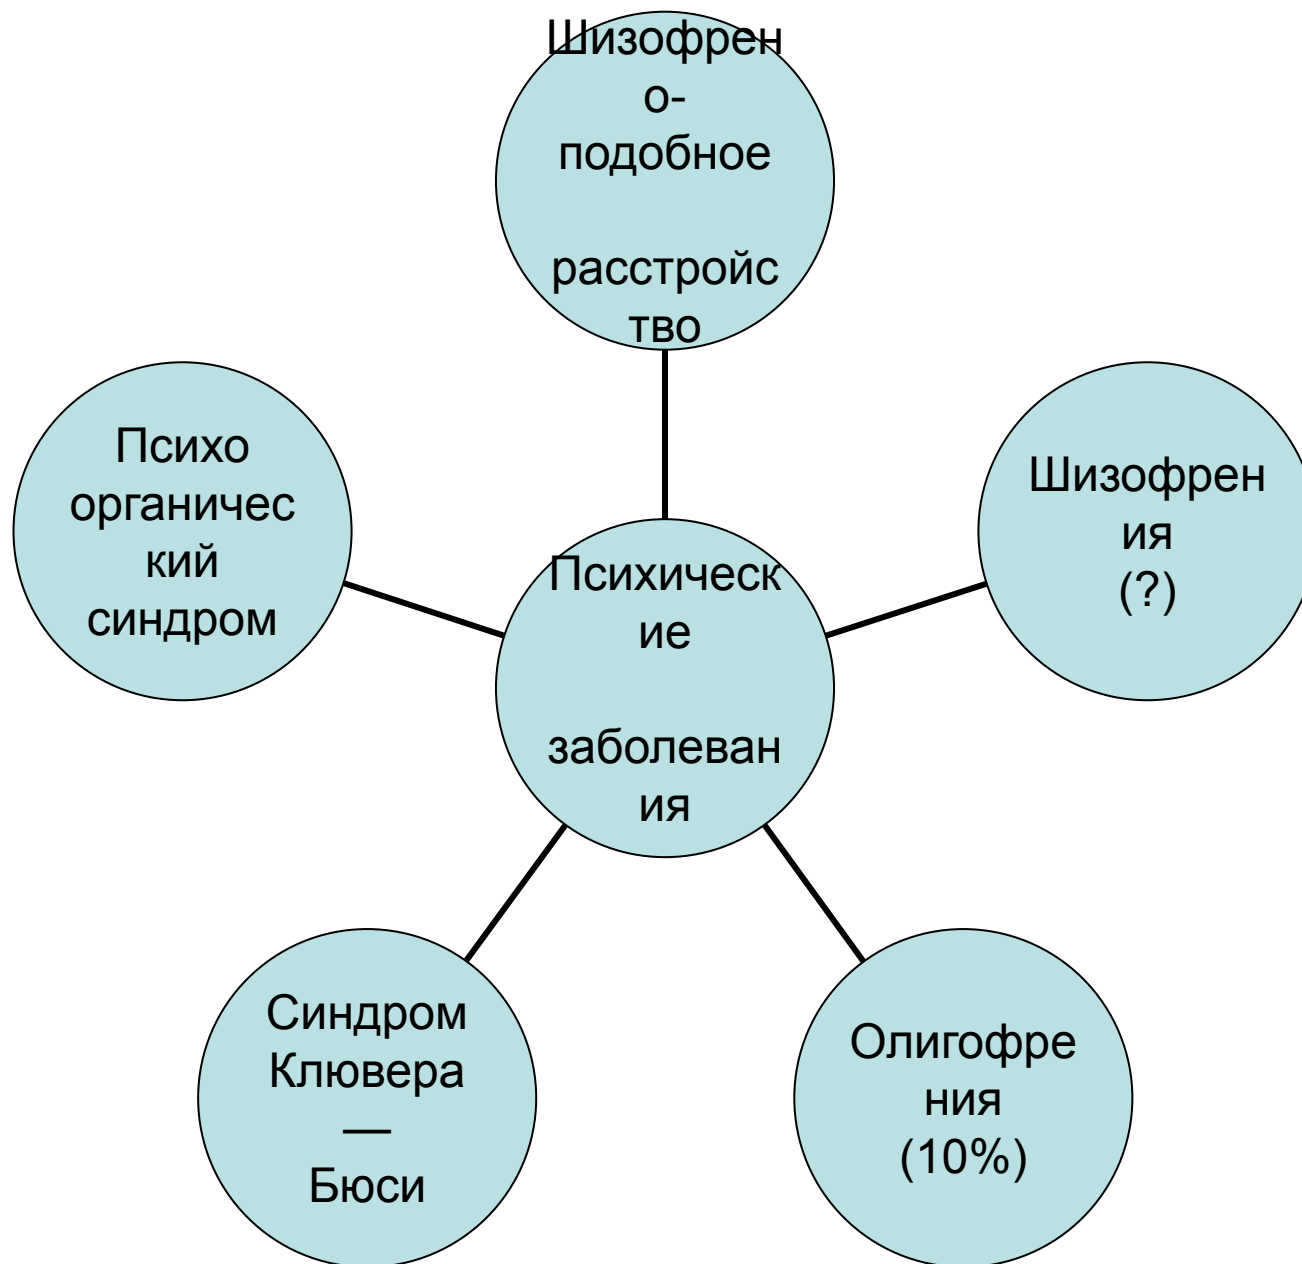 Шизофрен
о-
подобное
расстройс
тво
Психо
органичес
кий
синдром
Шизофрен
ия
(?)
Психическ
ие
заболеван
ия
Синдром
Клювера
—
Бюси
Олигофре
ния
(10%)